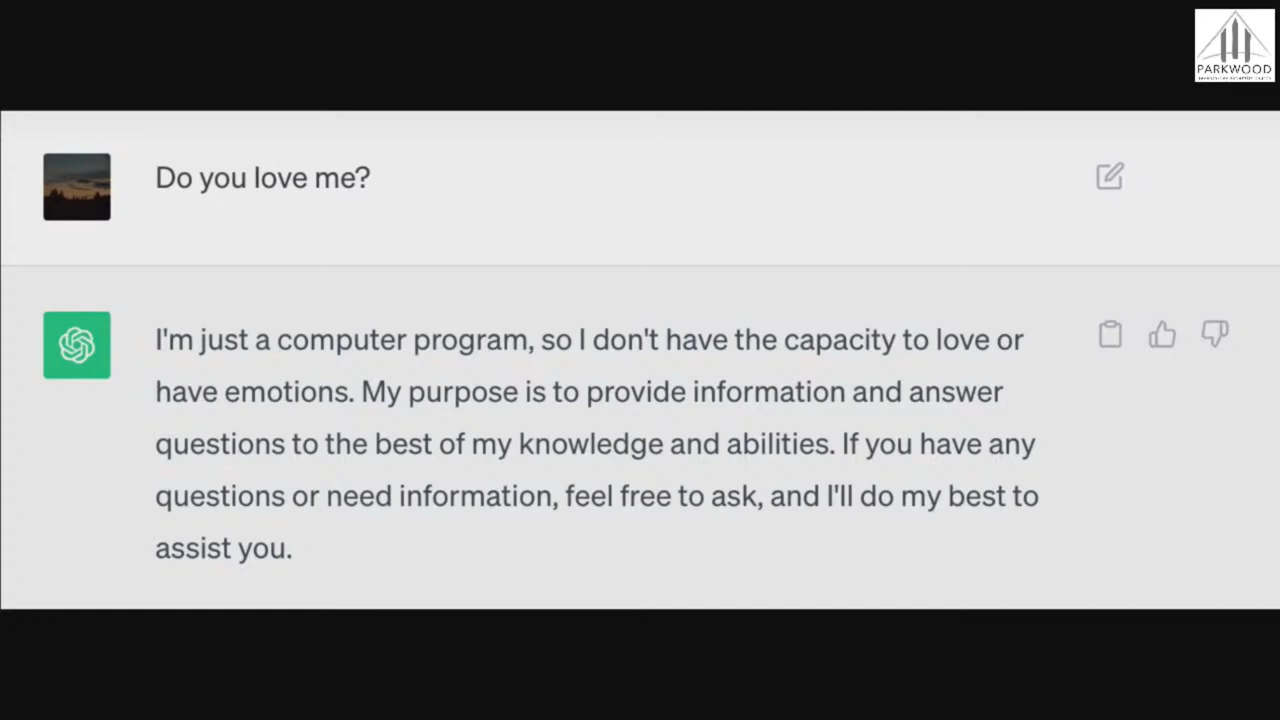 PARKWOOD
Do you love me?
I'm just a computer program, so I don't have the capacity to love or
have emotions. My purpose is to provide information and answer
questions to the best of my knowledge and abilities. If you have any
questions or need information, feel free to ask, and I'll do my best to
assist you.